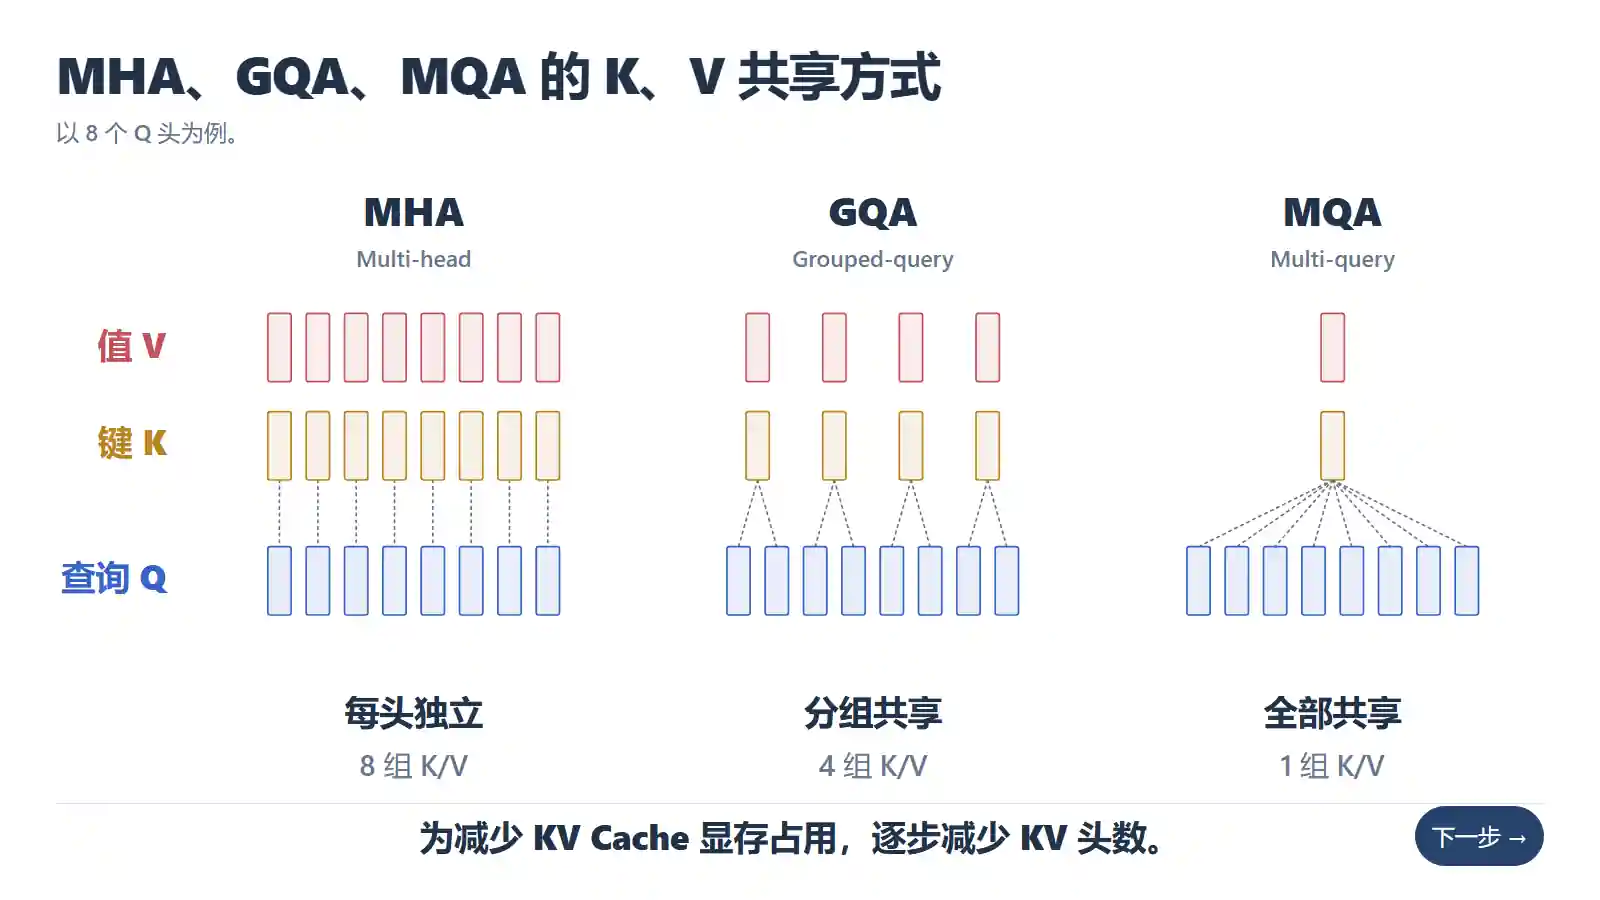 MHA、GQA、MQA 的 K、V 共享方式
以 8 个 Q 头为例。
MHA
Multi-head
GQA
Grouped-query
MQA
Multi-query
值 V
键 K
查询 Q
每头独立
8 组 K/V
分组共享
4 组 K/V
全部共享
1 组 K/V
为减少 KV Cache 显存占用，逐步减少 KV 头数。
下一步 →